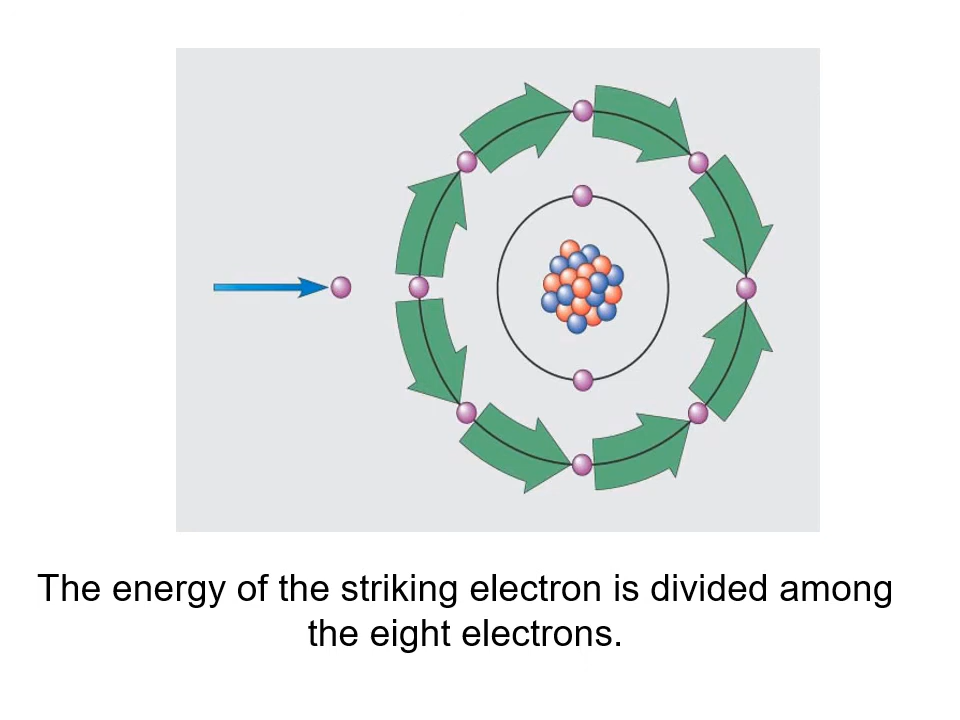 The energy of the striking electron is divided among
the eight electrons.